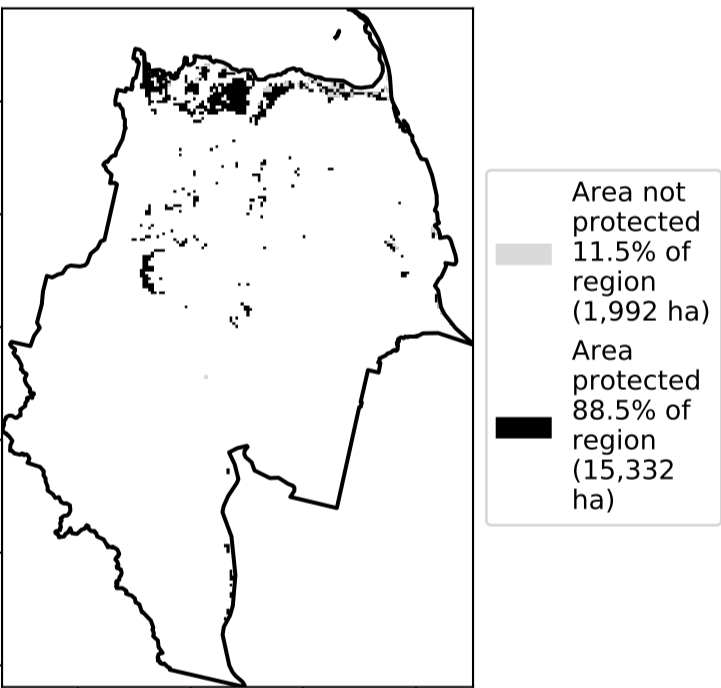 Area not
protected
11.5% of
region
(1,992 ha)
Area
protected
88.5% of
region
(15,332
ha)